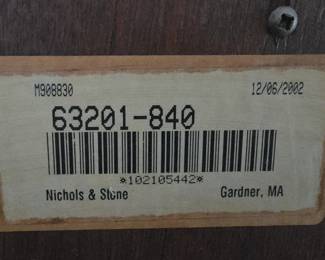 M908830 12/06/2002
63201-840
*102105442*
Nichols & Stone Gardner, MA